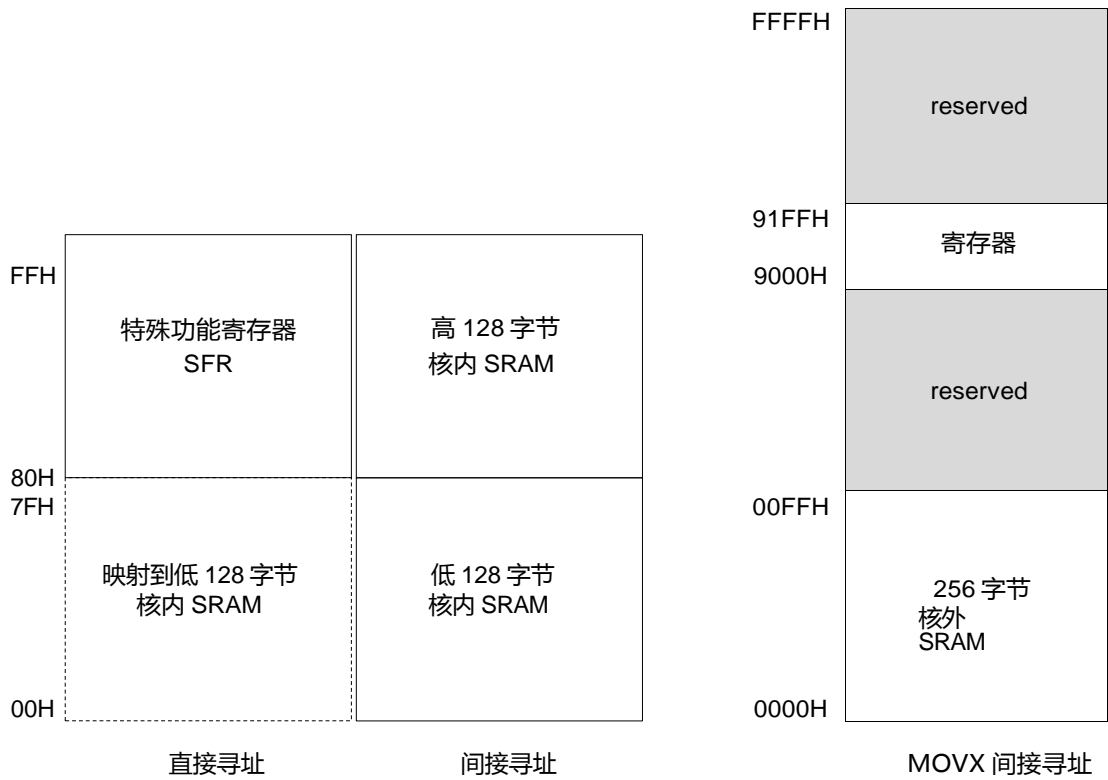 FFFFH
reserved
91FFH
寄存器
9000H
FFH
特殊功能寄存器
SFR
高 128 字节
核内 SRAM
reserved
80H
7FH
00FFH
映射到低 128 字节
核内 SRAM
低 128 字节
核内 SRAM
256 字节
核外
SRAM
00H
0000H
直接寻址
间接寻址
MOVX 间接寻址